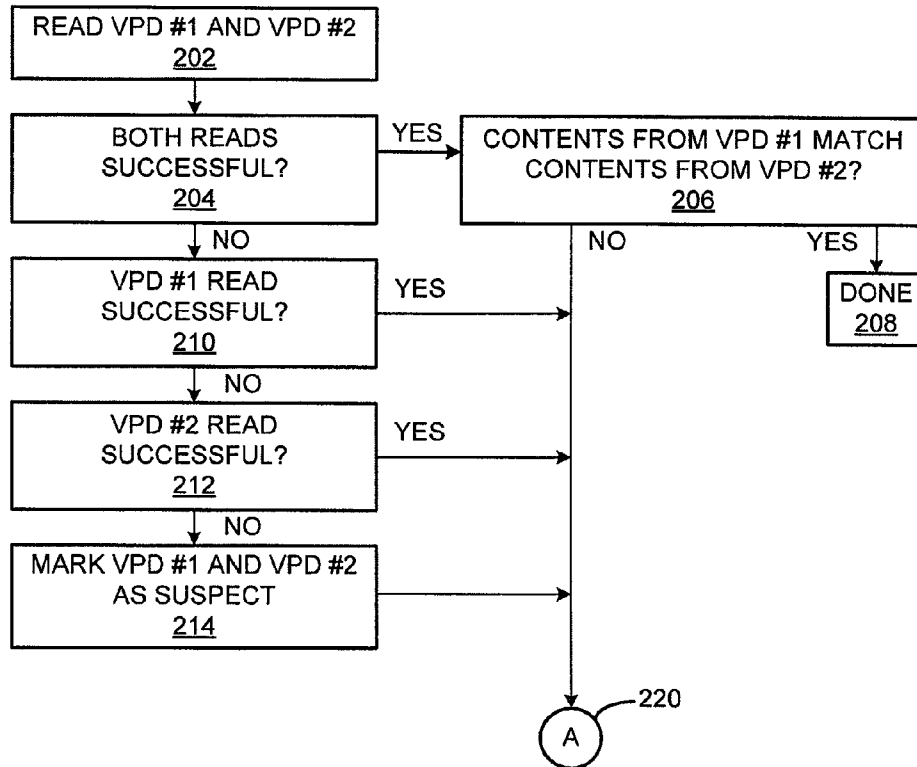 READ VPD #1 AND VPD #2
202
BOTH READS
SUCCESSFUL?
204
YES
CONTENTS FROM VPD #1 MATCH
CONTENTS FROM VPD #2?
206
NO
NO
YES
VPD #1 READ
SUCCESSFUL?
210
YES
DONE
208
NO
VPD #2 READ
SUCCESSFUL?
212
YES
NO
MARK VPD #1 AND VPD #2
AS SUSPECT
214
220
A